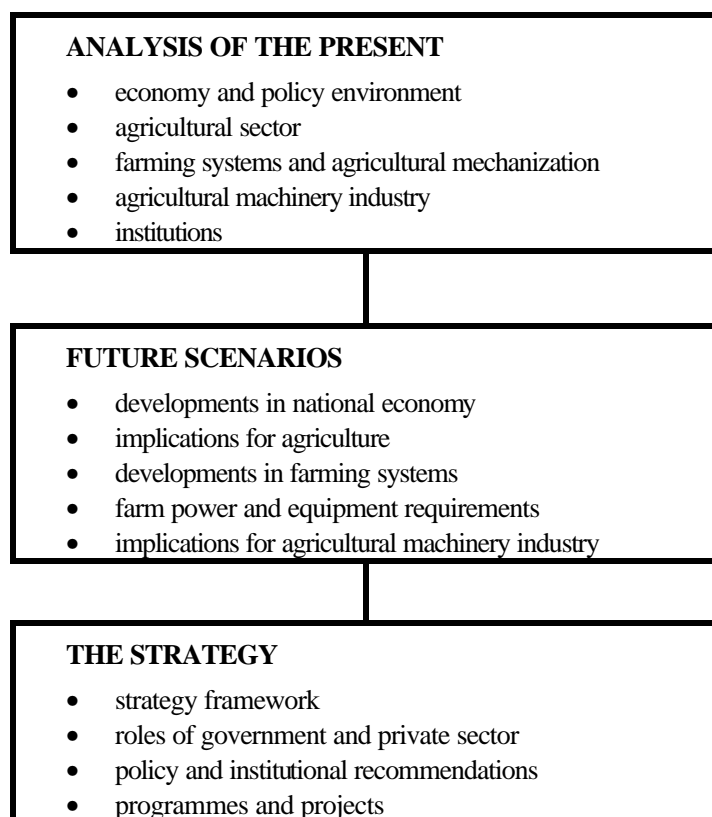 ANALYSIS OF THE PRESENT
• economy and policy environment
• agricultural sector
• farming systems and agricultural mechanization
• agricultural machinery industry
• institutions
FUTURE SCENARIOS
• developments in national economy
• implications for agriculture
• developments in farming systems
• farm power and equipment requirements
• implications for agricultural machinery industry
THE STRATEGY
• strategy framework
• roles of government and private sector
• policy and institutional recommendations
• programmes and projects